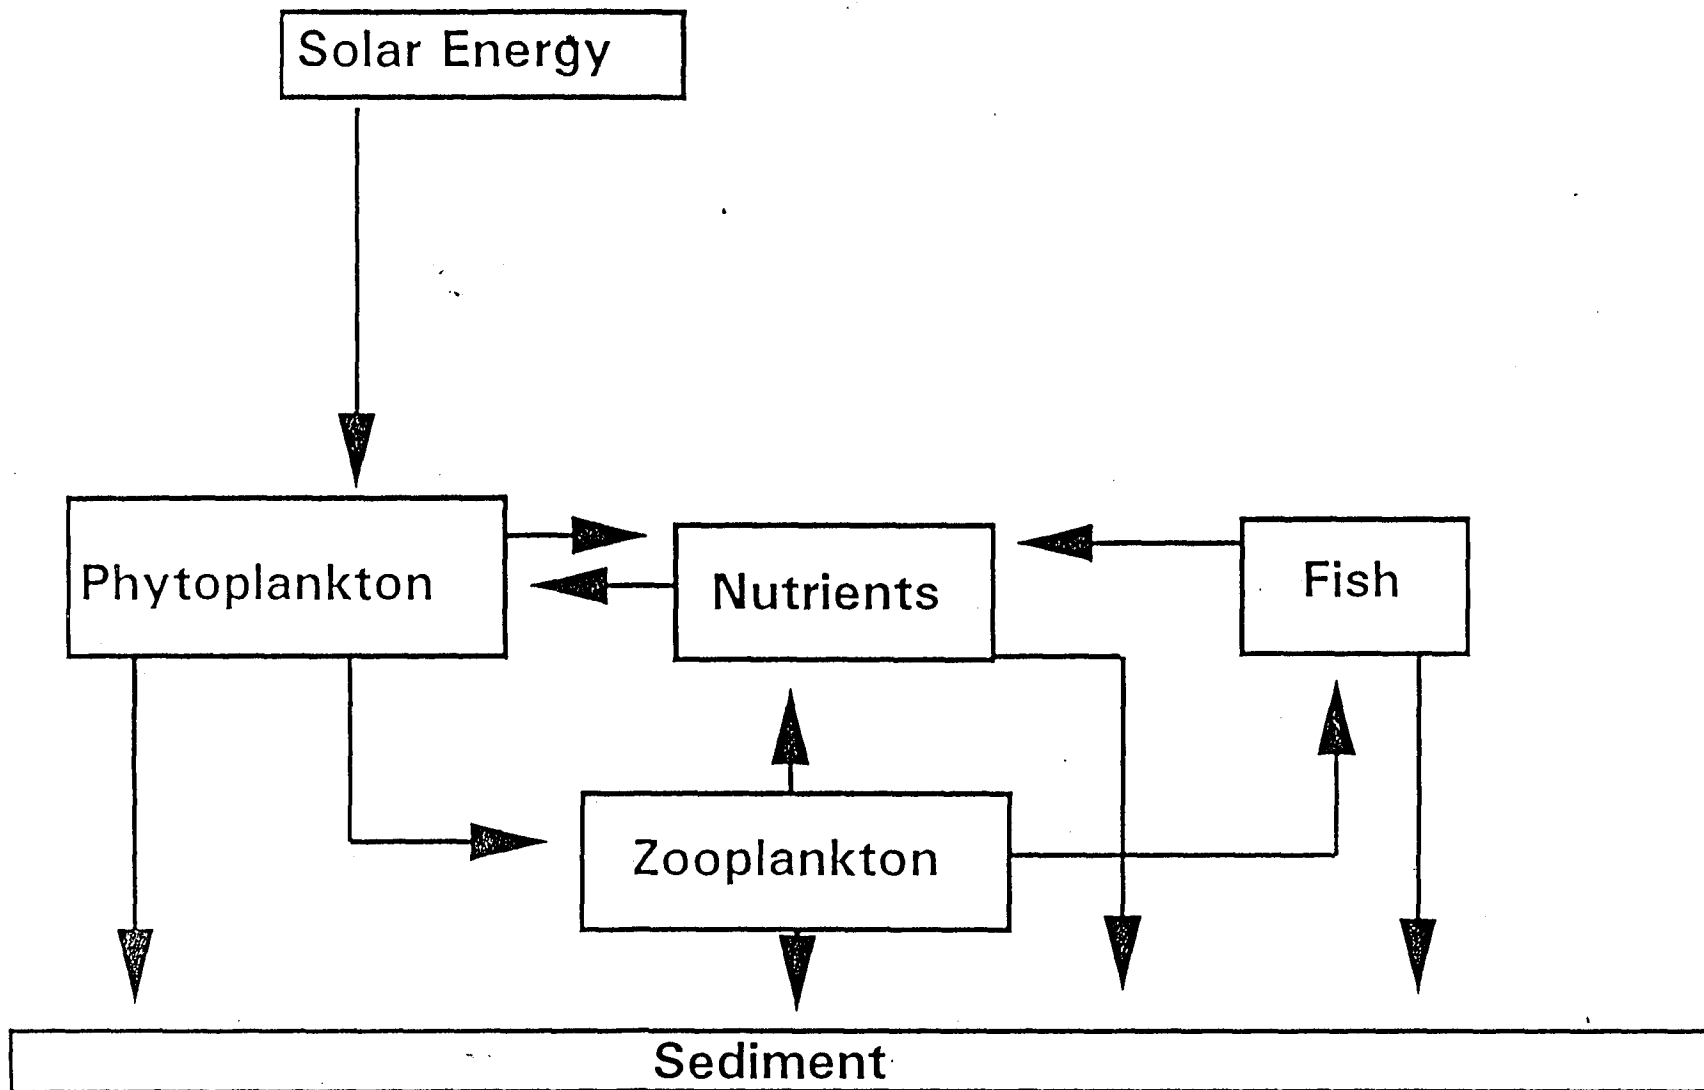 Solar Energy
Phytoplankton
Nutrients
Fish
Zooplankton
Sediment